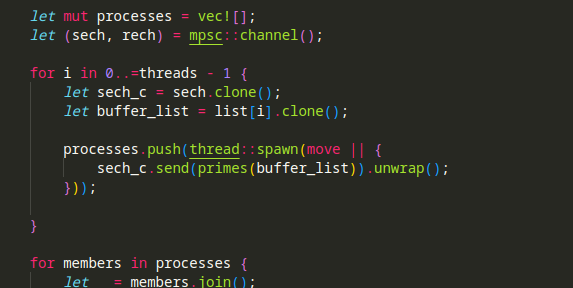 let mut processes = vec![];
let (sech, rech) = mpsc::channel();
for i in 0..=threads - 1 {
let sech_c = sech.clone();
let buffer_list = list[i].clone();
processes.push(thread::spawn(move || {
sech_c.send(primes(buffer_list)).unwrap();
}));
}
for members in processes {
let _ = members.join();